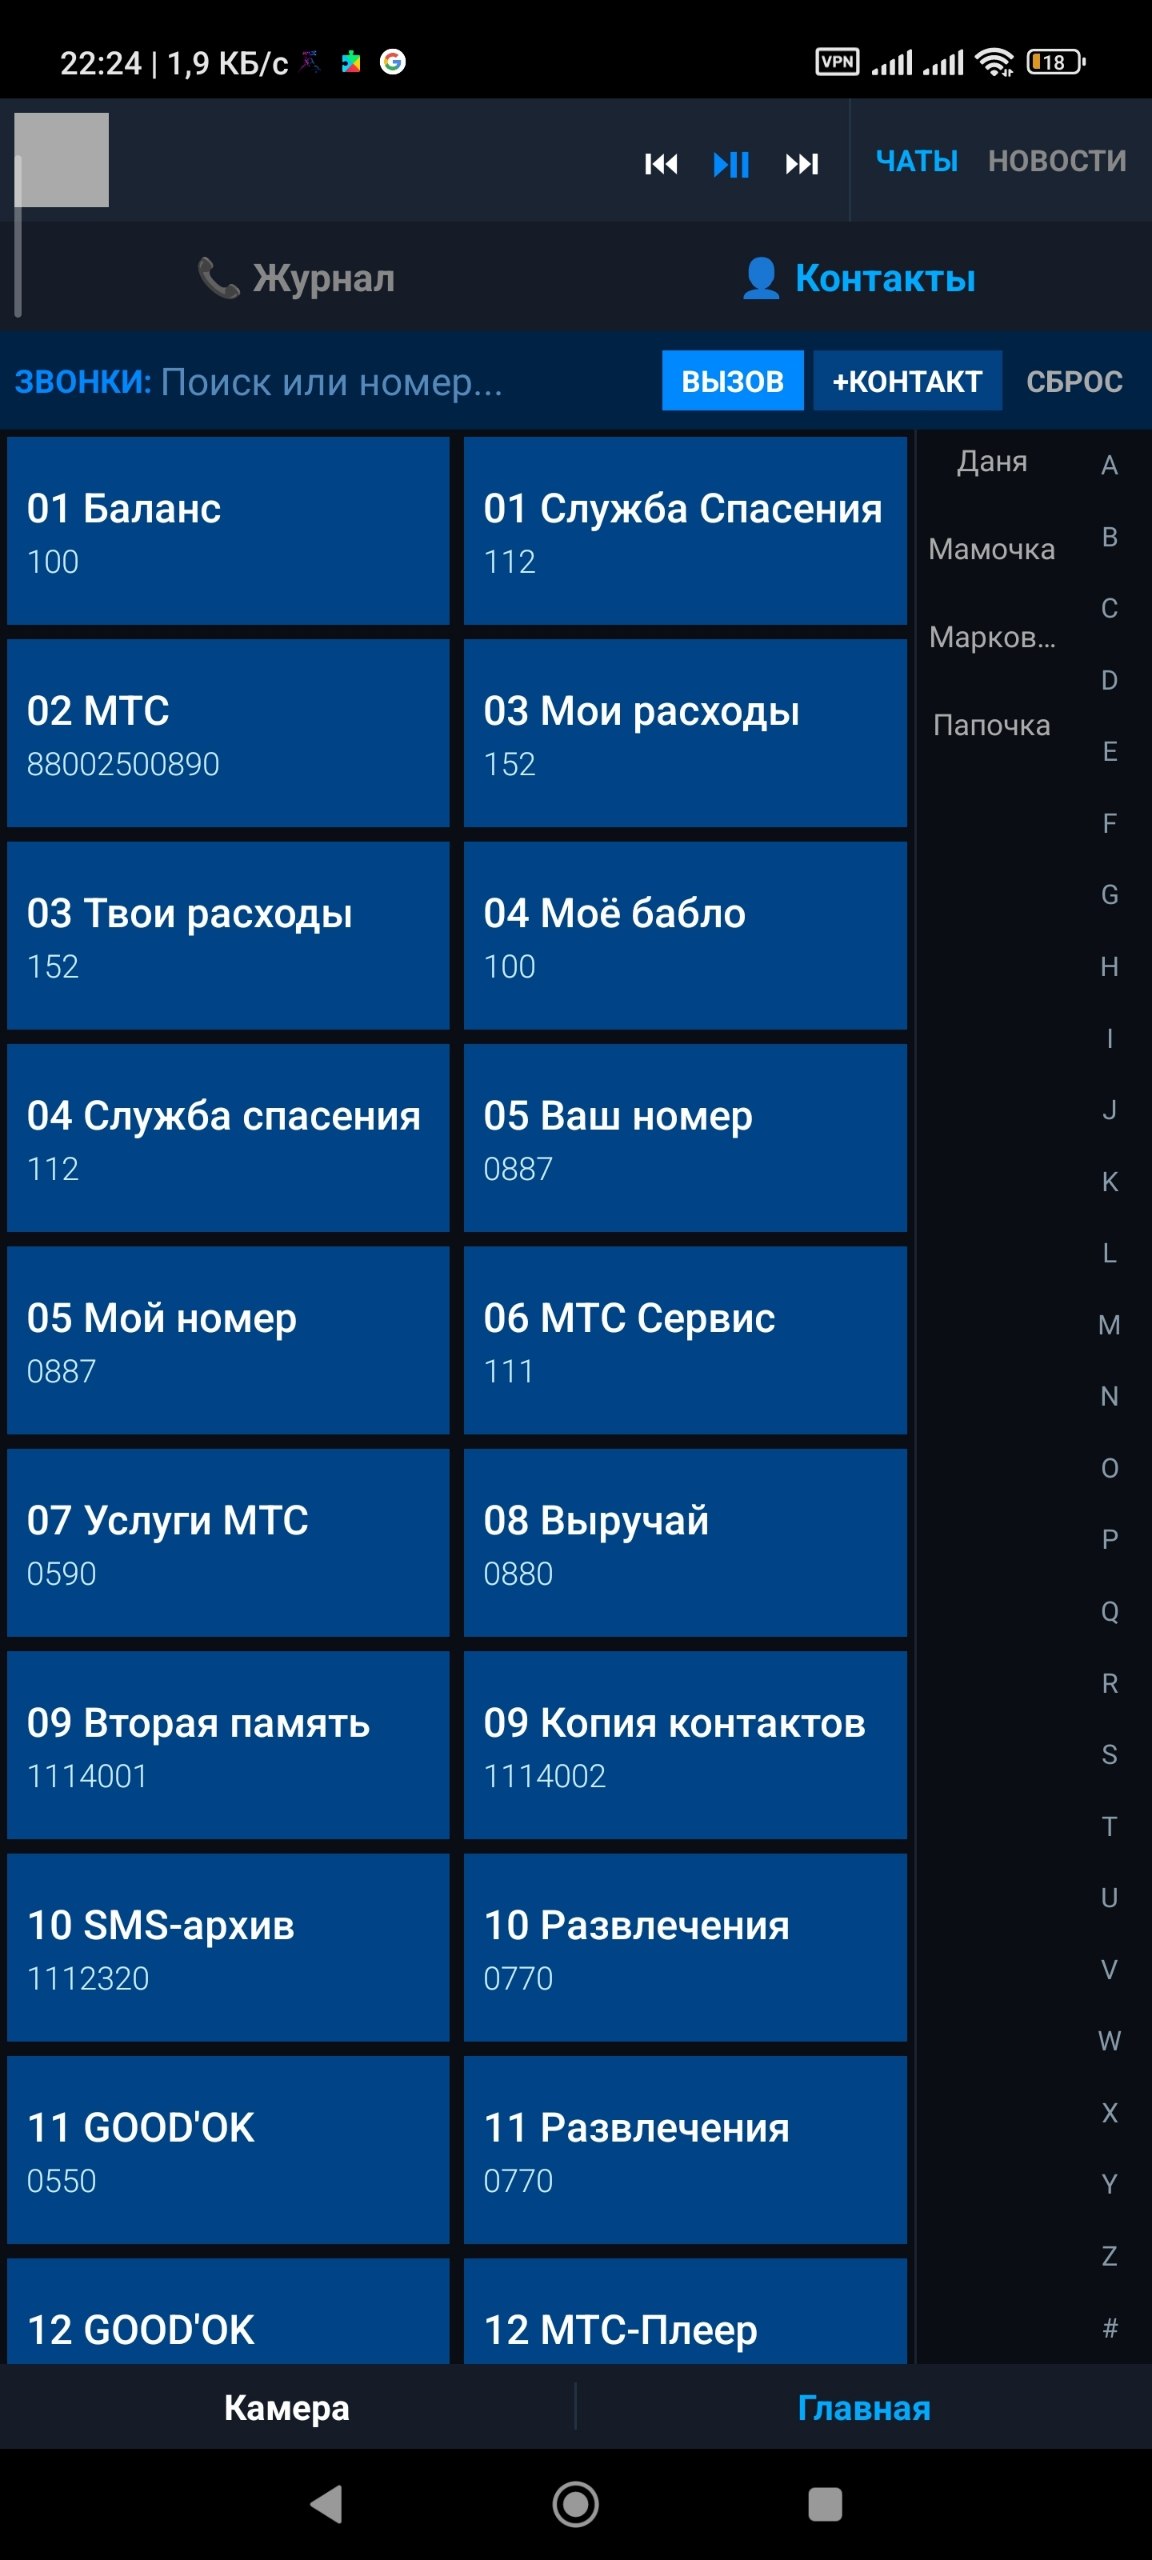 22:24 | 1,9 КБ/с VPN 18
ЧАТЫ НОВОСТИ
Журнал Контакты
ЗВОНКИ: Поиск или номер... ВЫЗОВ +КОНТАКТ СБРОС
01 Баланс
100
01 Служба Спасения
112
02 МТС
88002500890
03 Мои расходы
152
03 Твои расходы
152
04 Моё бабло
100
04 Служба спасения
112
05 Ваш номер
0887
05 Мой номер
0887
06 МТС Сервис
111
07 Услуги МТС
0590
08 Выручай
0880
09 Вторая память
1114001
09 Копия контактов
1114002
10 SMS-архив
1112320
10 Развлечения
0770
11 GOOD'OK
0550
11 Развлечения
0770
12 GOOD'OK
12 МТС-Плеер
Даня
Мамочка
Марков...
Папочка
A
B
C
D
E
F
G
H
I
J
K
L
M
N
O
P
Q
R
S
T
U
V
W
X
Y
Z
#
Камера Главная